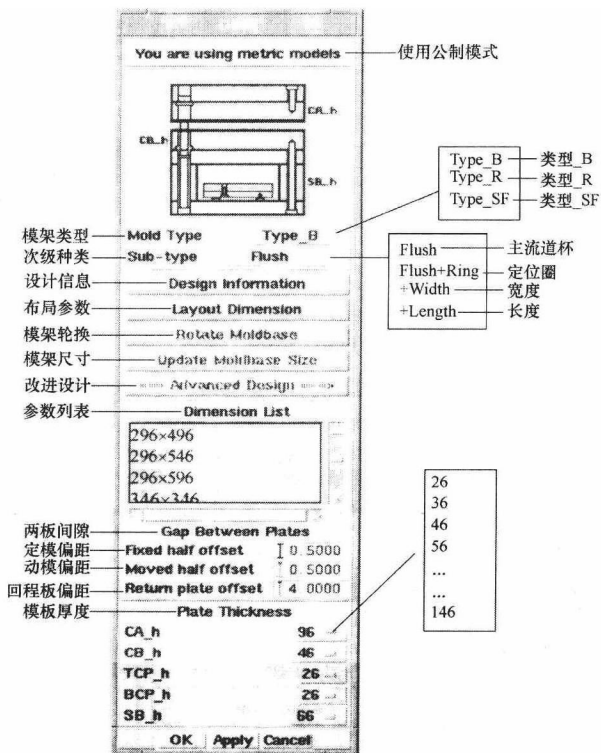 You are using metric models 使用公制模式
CA_h
CB_h
SB_h
Type_B 类型_B
Type_R 类型_R
Type_SF 类型_SF
模架类型 Mold Type Type_B
次级种类 Sub-type Flush
Flush 主流道杯
Flush+Ring 定位圈
+Width 宽度
+Length 长度
设计信息 Design Information
布局参数 Layout Dimension
模架轮换 Rotate Moldbase
模架尺寸 Update Moldbase Size
改进设计 Advanced Design
参数列表 Dimension List
296×496
296×546
296×596
346×346
26
36
46
56
...
...
146
两板间隙 Gap Between Plates
定模偏距 Fixed half offset 0.5000
动模偏距 Moved half offset 0.5000
回程板偏距 Return plate offset 4.0000
模板厚度 Plate Thickness
CA_h 96
CB_h 46
TCP_h 26
BCP_h 26
SB_h 66
OK Apply Cancel